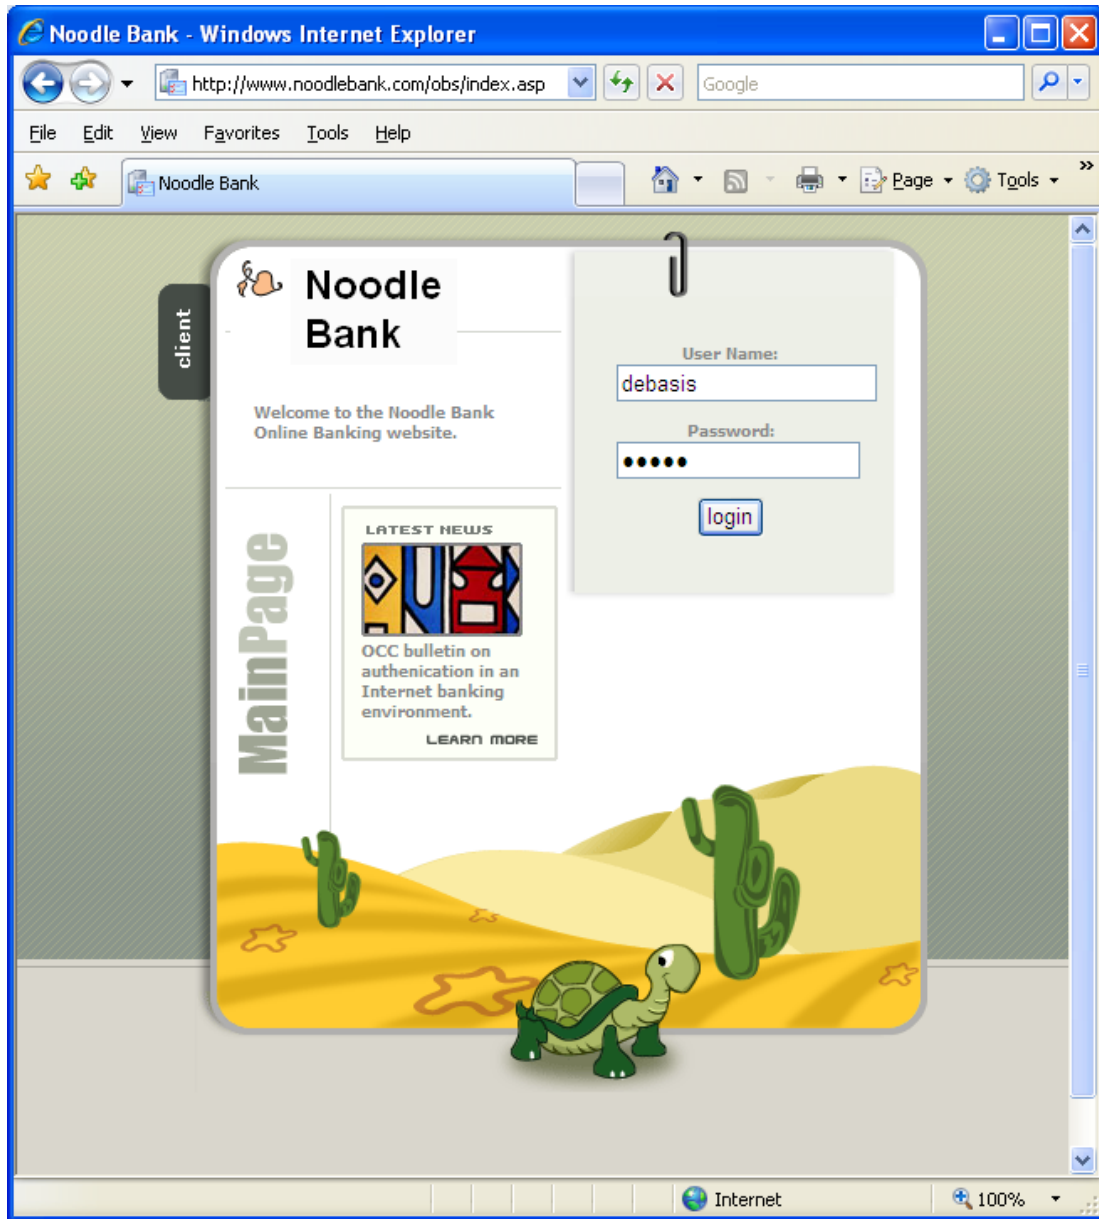 Noodle Bank - Windows Internet Explorer
http://www.noodlebank.com/obs/index.asp
Google
File Edit View Favorites Tools Help
Noodle Bank
Page Tools »
client
Noodle
Bank
Welcome to the Noodle Bank
Online Banking website.
User Name:
debasis
Password:
•••••
login
MainPage
LATEST NEWS
OCC bulletin on
authenication in an
Internet banking
environment.
LEARN MORE
Internet 100%